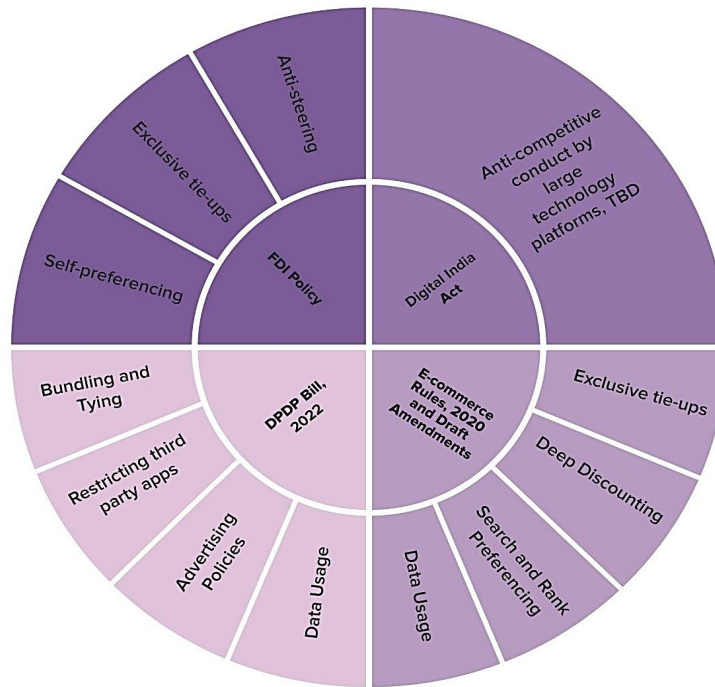 Anti-steering
Exclusive tie-ups
Self-preferencing
FDI Policy
Anti-competitive
conduct by
large
technology
platforms, TBD
Digital India
Act
Bundling and
Tying
Restricting third
party apps
Advertising
Policies
Data Usage
DPDP Bill,
2022
E-commerce
Rules, 2020
and Draft
Amendments
Exclusive tie-ups
Deep Discounting
Search and Rank
Preferencing
Data Usage